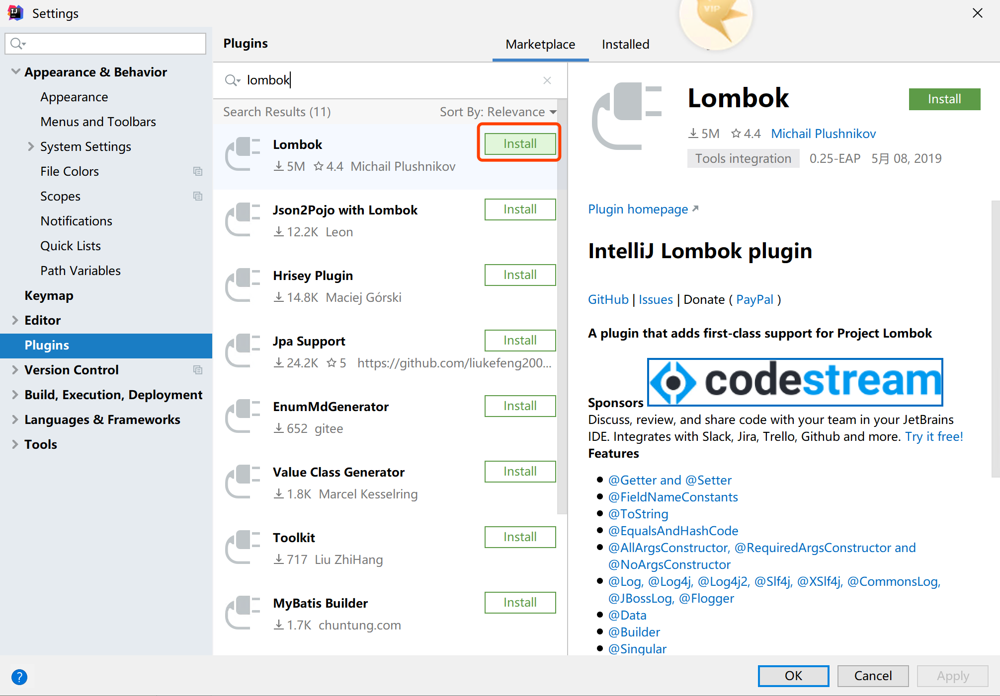 Settings
Appearance & Behavior
Appearance
Menus and Toolbars
System Settings
File Colors
Scopes
Notifications
Quick Lists
Path Variables
Keymap
Editor
Plugins
Version Control
Build, Execution, Deployment
Languages & Frameworks
Tools
Plugins
Marketplace
Installed
VIP
lombok
Search Results (11)
Sort By: Relevance
Lombok
Install
5M 4.4 Michail Plushnikov
Json2Pojo with Lombok
Install
12.2K Leon
Hrisey Plugin
Install
14.8K Maciej Górski
Jpa Support
Install
24.2K 5 https://github.com/liukefeng200...
EnumMdGenerator
Install
652 gitee
Value Class Generator
Install
1.8K Marcel Kesselring
Toolkit
Install
717 Liu ZhiHang
MyBatis Builder
Install
1.7K chuntung.com
Lombok
Install
5M 4.4 Michail Plushnikov
Tools integration 0.25-EAP 5月 08, 2019
Plugin homepage
IntelliJ Lombok plugin
GitHub | Issues | Donate ( PayPal )
A plugin that adds first-class support for Project Lombok
codestream
Sponsors
Discuss, review, and share code with your team in your JetBrains
IDE. Integrates with Slack, Jira, Trello, Github and more. Try it free!
Features
@Getter and @Setter
@FieldNameConstants
@ToString
@EqualsAndHashCode
@AllArgsConstructor, @RequiredArgsConstructor and
@NoArgsConstructor
@Log, @Log4j, @Log4j2, @Slf4j, @XSlf4j, @CommonsLog,
@JBossLog, @Flogger
@Data
@Builder
@Singular
?
OK
Cancel
Apply